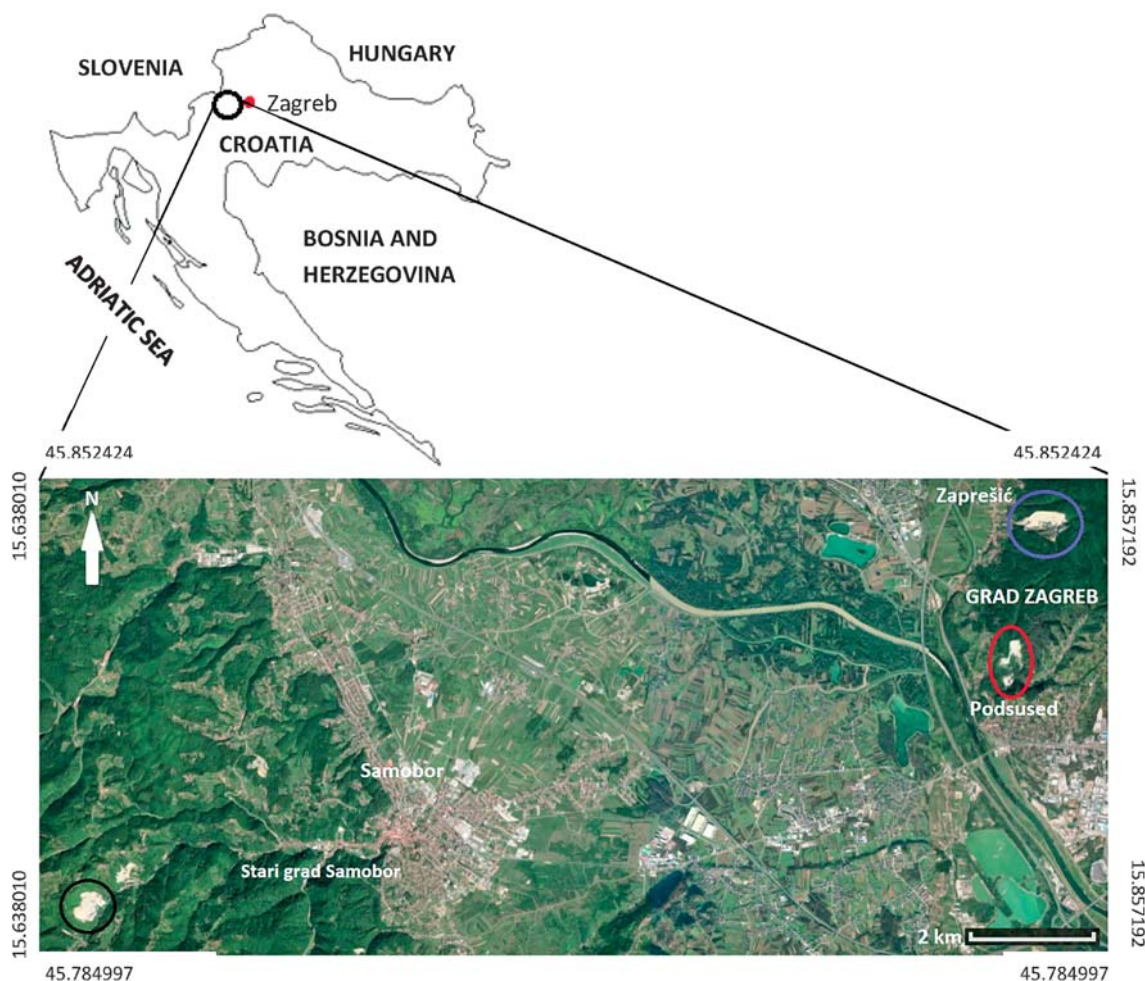 HUNGARY
SLOVENIA
Zagreb
CROATIA
BOSNIA AND
HERZEGOVINA
ADRIATIC SEA
45.852424
45.852424
15.638010
15.857192
N
Zaprešić
GRAD ZAGREB
Podsused
Samobor
Stari grad Samobor
15.638010
15.857192
2 km
45.784997
45.784997